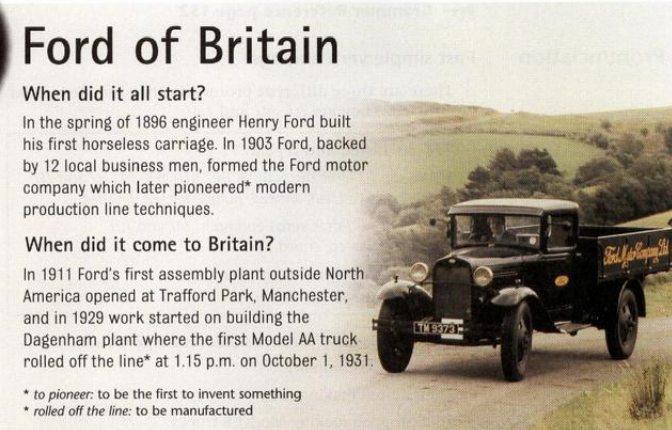 Ford of Britain
When did it all start?
In the spring of 1896 engineer Henry Ford built
his first horseless carriage. In 1903 Ford, backed
by 12 local business men, formed the Ford motor
company which later pioneered* modern
production line techniques.
When did it come to Britain?
In 1911 Ford's first assembly plant outside North
America opened at Trafford Park, Manchester,
and in 1929 work started on building the
Dagenham plant where the first Model AA truck
rolled off the line* at 1.15 p.m. on October 1, 1931.
* to pioneer: to be the first to invent something
* rolled off the line: to be manufactured
Ford Motor Company Ltd.
TM 9373